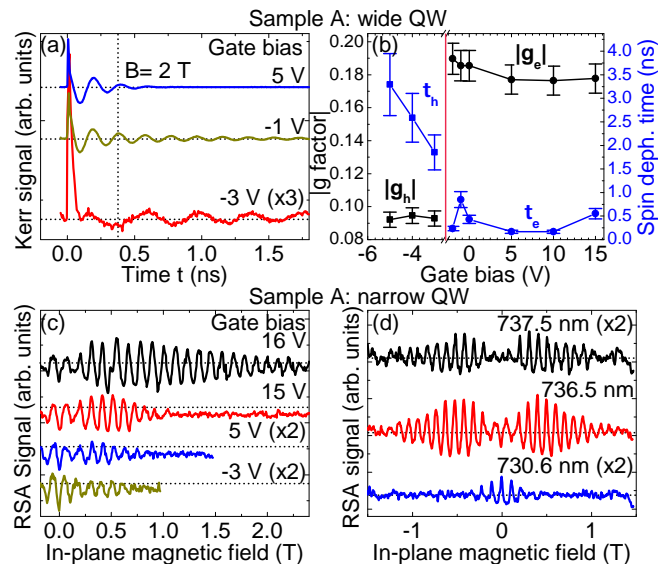 Sample A: wide QW
(a)
Gate bias
B= 2 T
5 V
-1 V
-3 V (x3)
Kerr signal (arb. units)
0.0 0.5 1.0 1.5
Time t (ns)
(b)
|g_e|
t_h
|g_h|
t_e
|g factor|
0.20
0.18
0.16
0.14
0.12
0.10
0.08
4.0
3.5
3.0
2.5
2.0
1.5
1.0
0.5
0.0
Spin deph. time (ns)
-6 -4 0 5 10 15
Gate bias (V)
Sample A: narrow QW
(c)
Gate bias
16 V
15 V
5 V (x2)
-3 V (x2)
RSA Signal (arb. units)
0.0 0.5 1.0 1.5 2.0
In-plane magnetic field (T)
(d)
737.5 nm (x2)
736.5 nm
730.6 nm (x2)
RSA signal (arb. units)
-1 0 1
In-plane magnetic field (T)